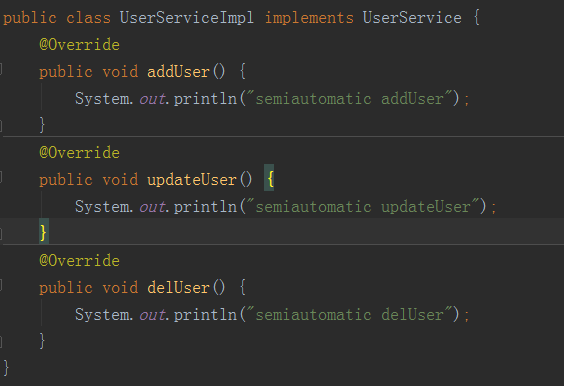 public class UserServiceImpl implements UserService {
@Override
public void addUser() {
System.out.println("semiautomatic addUser");
}
@Override
public void updateUser() {
System.out.println("semiautomatic updateUser");
}
@Override
public void delUser() {
System.out.println("semiautomatic delUser");
}
}